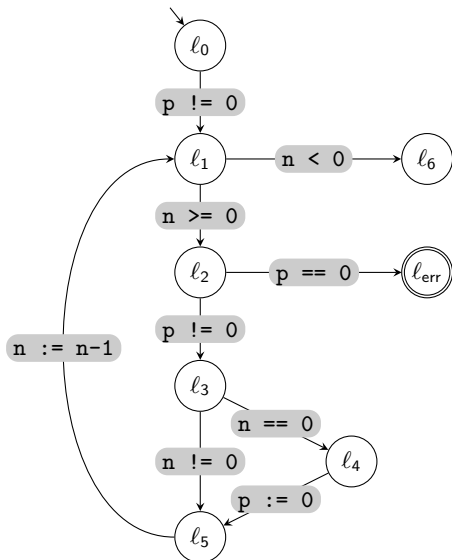 ℓ0
p != 0
ℓ1
n < 0
ℓ6
n >= 0
ℓ2
p == 0
ℓerr
p != 0
n := n-1
ℓ3
n == 0
n != 0
ℓ4
p := 0
ℓ5